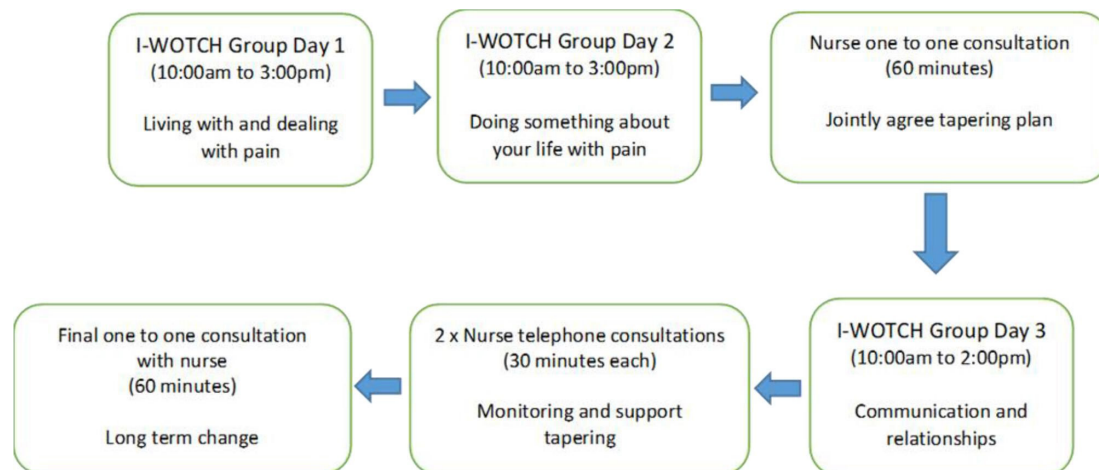 I-WOTCH Group Day 1
(10:00am to 3:00pm)
Living with and dealing
with pain
I-WOTCH Group Day 2
(10:00am to 3:00pm)
Doing something about
your life with pain
Nurse one to one consultation
(60 minutes)
Jointly agree tapering plan
I-WOTCH Group Day 3
(10:00am to 2:00pm)
Communication and
relationships
2 x Nurse telephone consultations
(30 minutes each)
Monitoring and support
tapering
Final one to one consultation
with nurse
(60 minutes)
Long term change